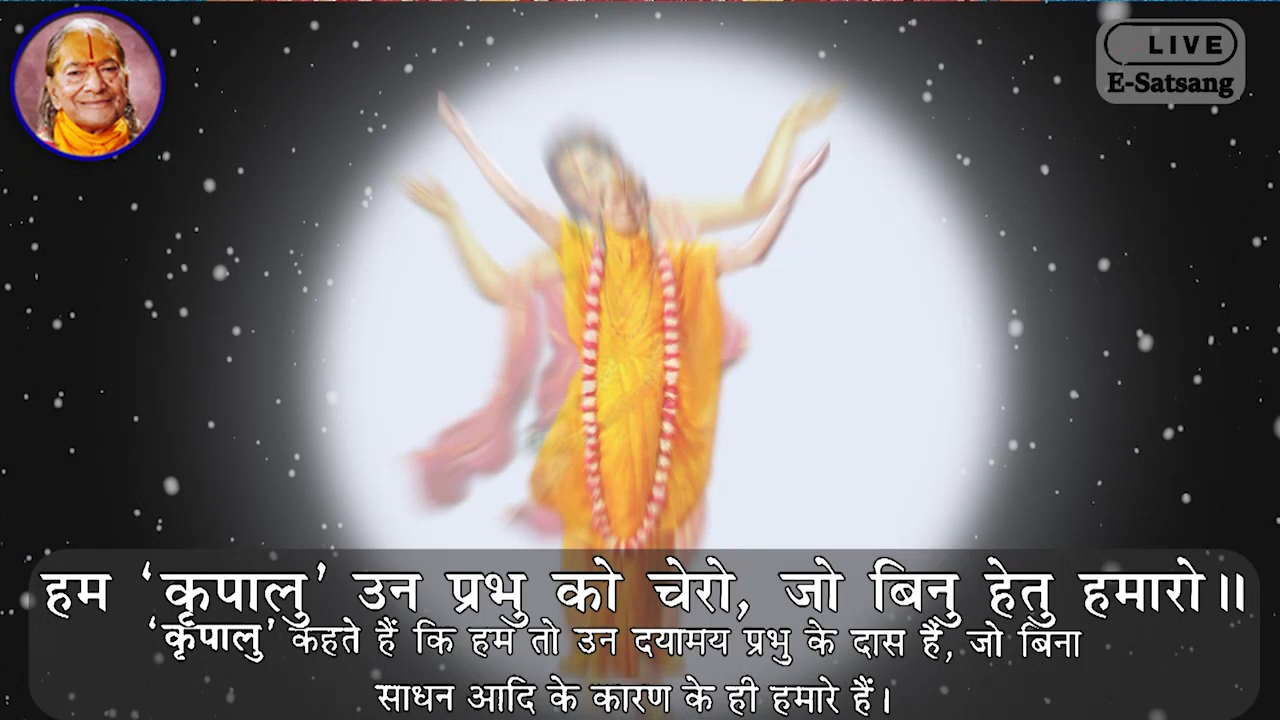 LIVE
E-Satsang
हम ‘कृपालु’ उन प्रभु को चेरो, जो बिनु हेतु हमारो॥
‘कृपालु’ कहते हैं कि हम तो उन दयामय प्रभु के दास हैं, जो बिना
साधन आदि के कारण के ही हमारे हैं।